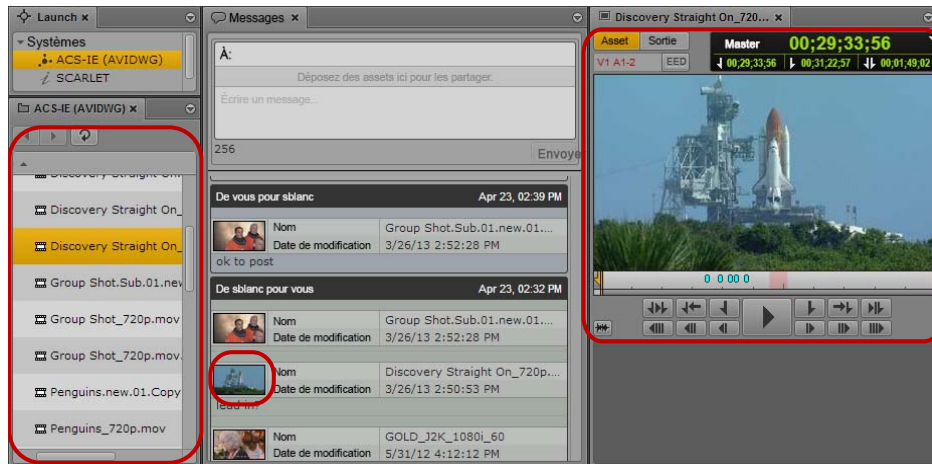 Launch ×
Systèmes
ACS-IE (AVIDWG)
SCARLET
ACS-IE (AVIDWG) ×
Discovery Straight On_
Discovery Straight On_
Group Shot.Sub.01.new
Group Shot_720p.mov
Group Shot_720p.mov.
Penguins.new.01.Copy
Penguins_720p.mov
Messages ×
À:
Déposez des assets ici pour les partager.
Écrire un message...
256 Envoye
De vous pour sblanc Apr 23, 02:39 PM
Nom Group Shot.Sub.01.new.01....
Date de modification 3/26/13 2:52:28 PM
ok to post
De sblanc pour vous Apr 23, 02:32 PM
Nom Group Shot.Sub.01.new.01....
Date de modification 3/26/13 2:52:28 PM
Nom Discovery Straight On_720p....
Date de modification 3/26/13 2:50:53 PM
lead in?
Nom GOLD_J2K_1080i_60
Date de modification 5/31/12 4:12:12 PM
Discovery Straight On_720... ×
Asset Sortie Master 00;29;33;56
V1 A1-2 EED 00;29;33;56 00;31;22;57 00;01;49;02
0 0 00 0